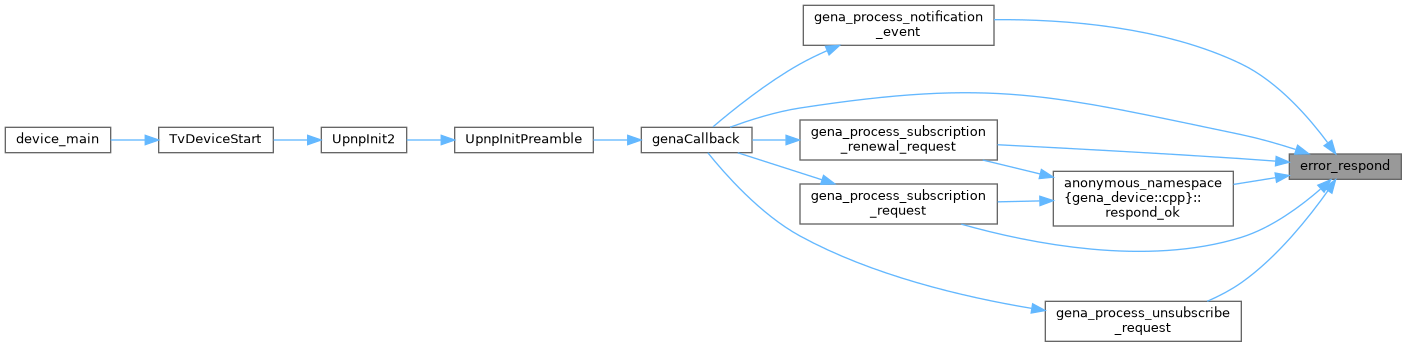 gena_process_notification
_event
device_main
TvDeviceStart
UpnpInit2
UpnpInitPreamble
genaCallback
gena_process_subscription
_renewal_request
error_respond
gena_process_subscription
_request
anonymous_namespace
{gena_device::cpp}::
respond_ok
gena_process_unsubscribe
_request